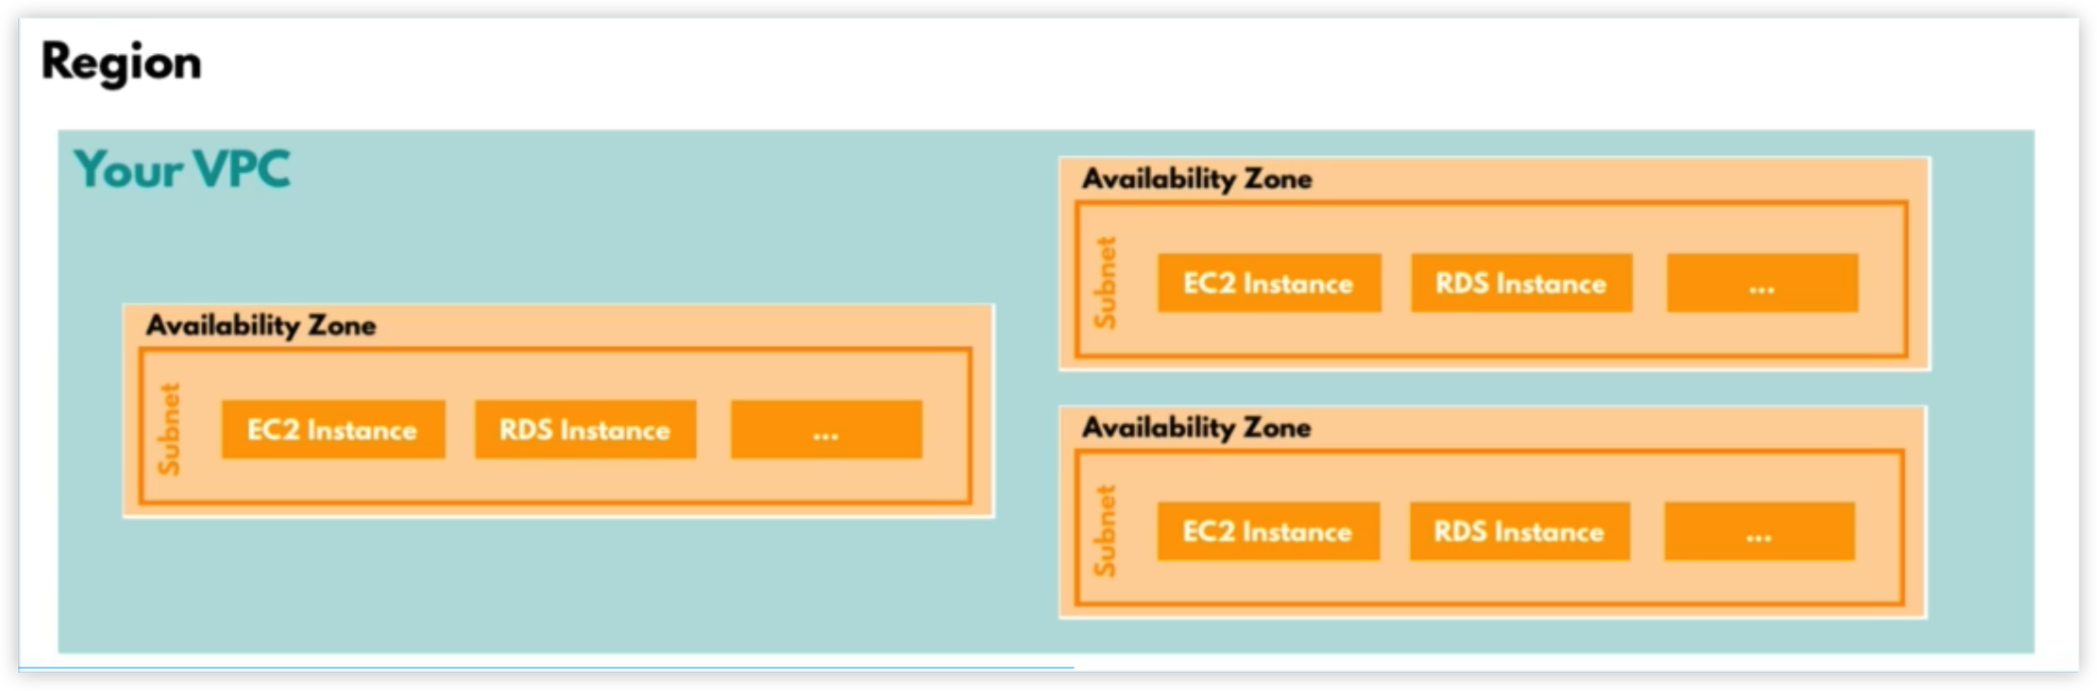 Region
Your VPC
Availability Zone
Subnet
EC2 Instance
RDS Instance
...
Availability Zone
Subnet
EC2 Instance
RDS Instance
...
Availability Zone
Subnet
EC2 Instance
RDS Instance
...